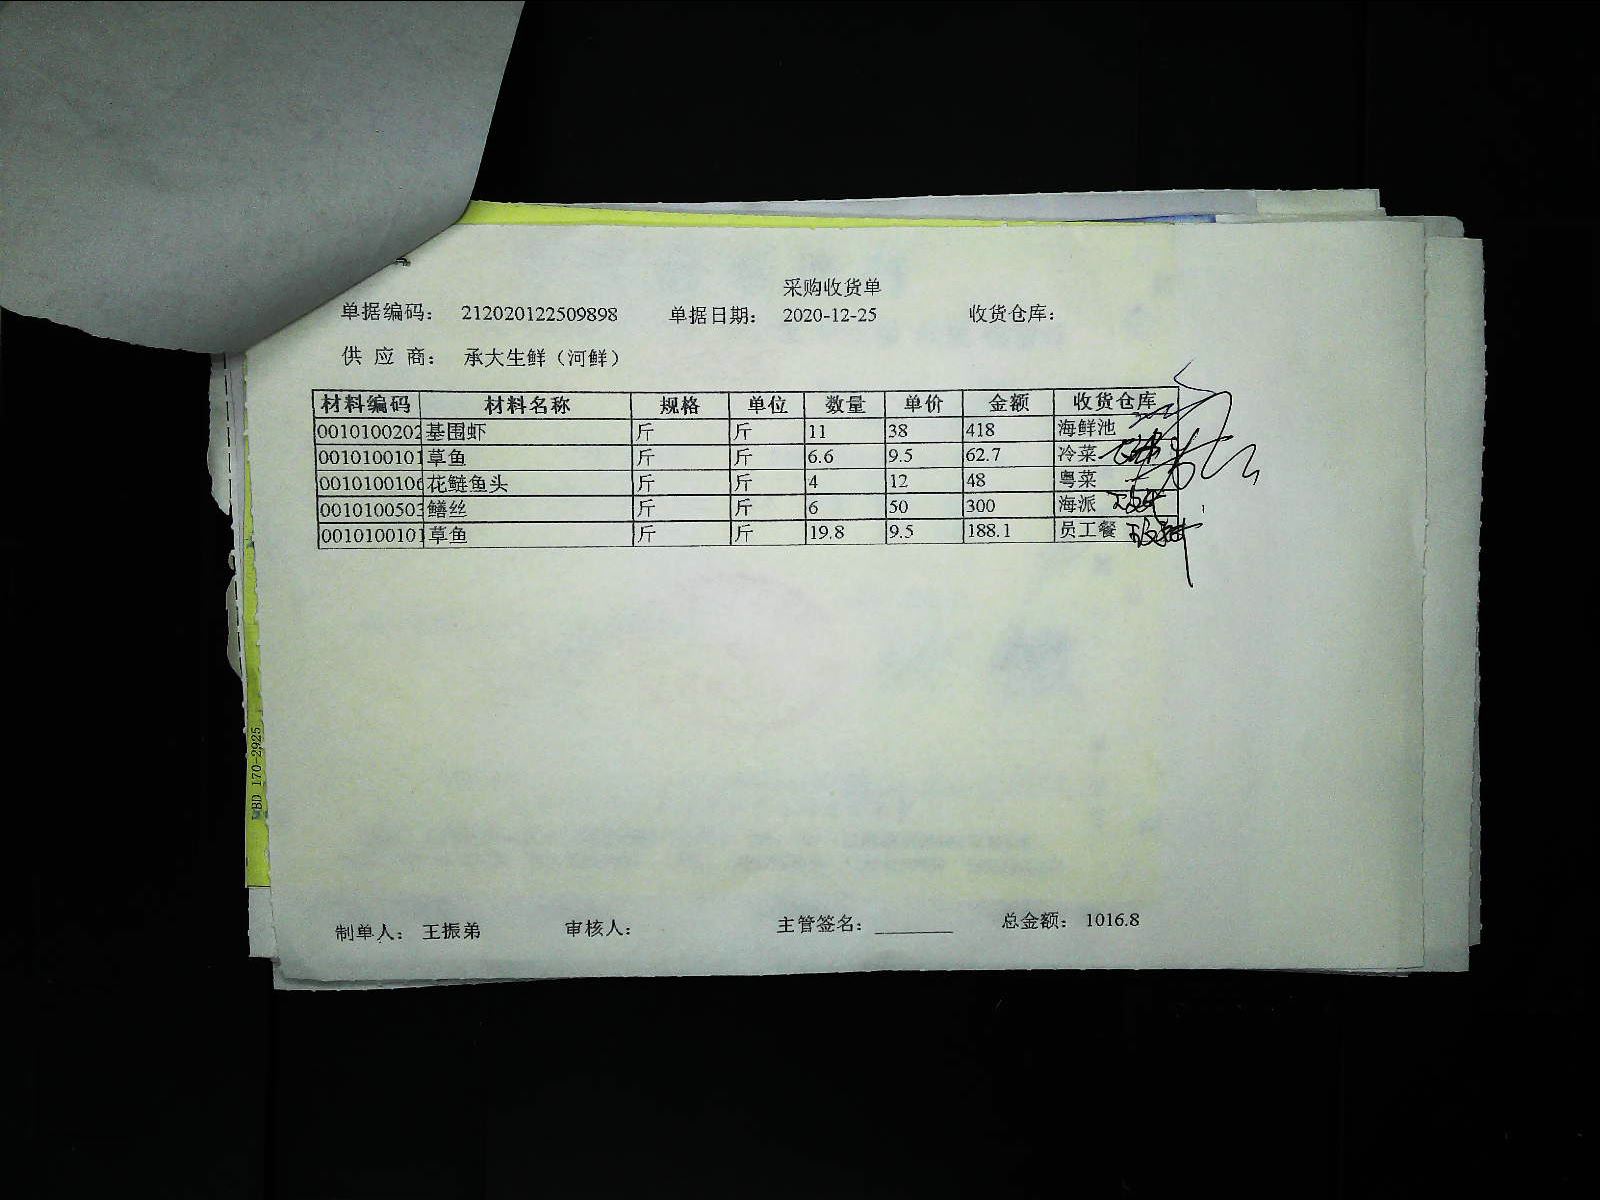 采购收货单
单据编码： 212020122509898 单据日期： 2020-12-25 收货仓库：
供 应 商： 承大生鲜（河鲜）
材料编码 材料名称 规格 单位 数量 单价 金额 收货仓库
0010100202 基围虾 斤 斤 11 38 418 海鲜池
0010100101 草鱼 斤 斤 6.6 9.5 62.7 冷菜
0010100106 花鲢鱼头 斤 斤 4 12 48 粤菜
0010100503 鳝丝 斤 斤 6 50 300 海派
0010100101 草鱼 斤 斤 19.8 9.5 188.1 员工餐
WBD 170-2925
制单人： 王振弟 审核人： 主管签名：________ 总金额： 1016.8